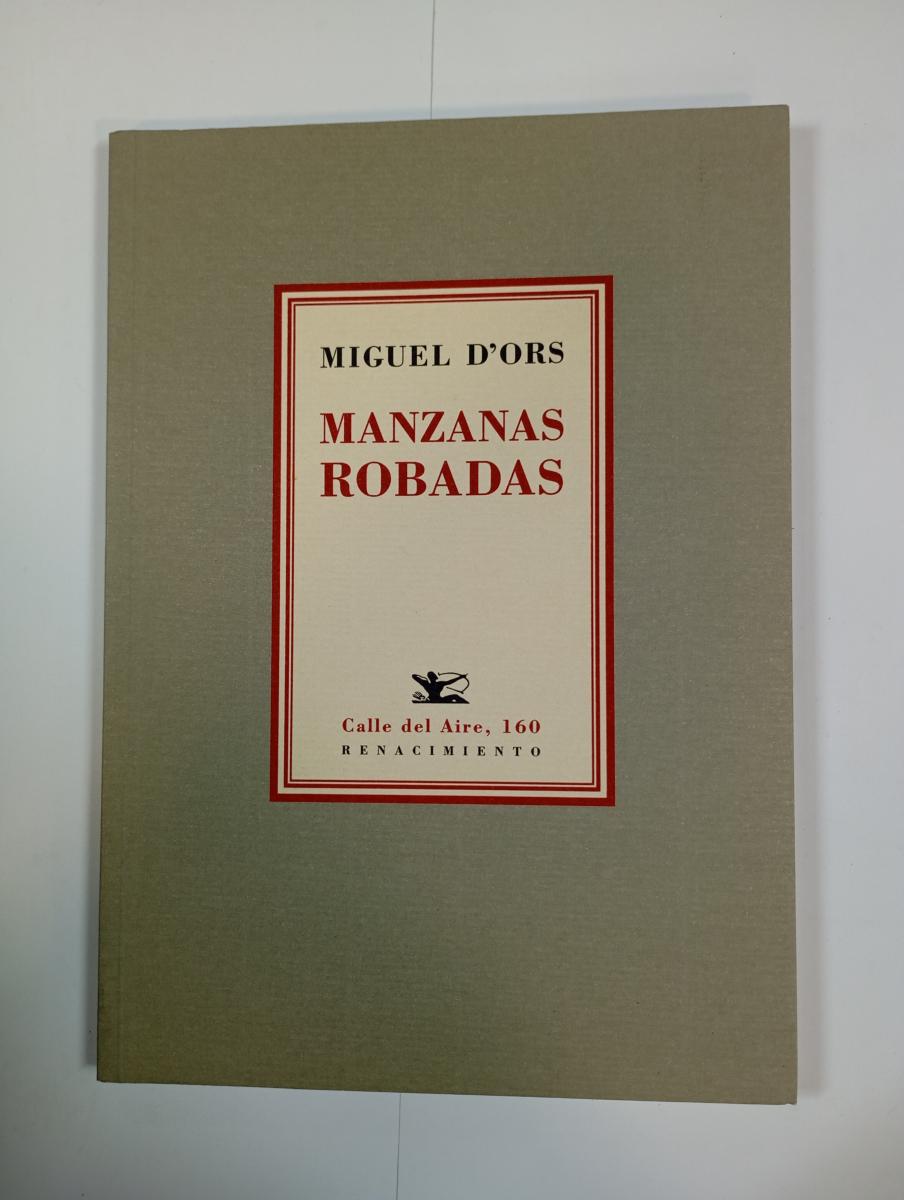 MIGUEL D'ORS
MANZANAS
ROBADAS
Calle del Aire, 160
RENACIMIENTO